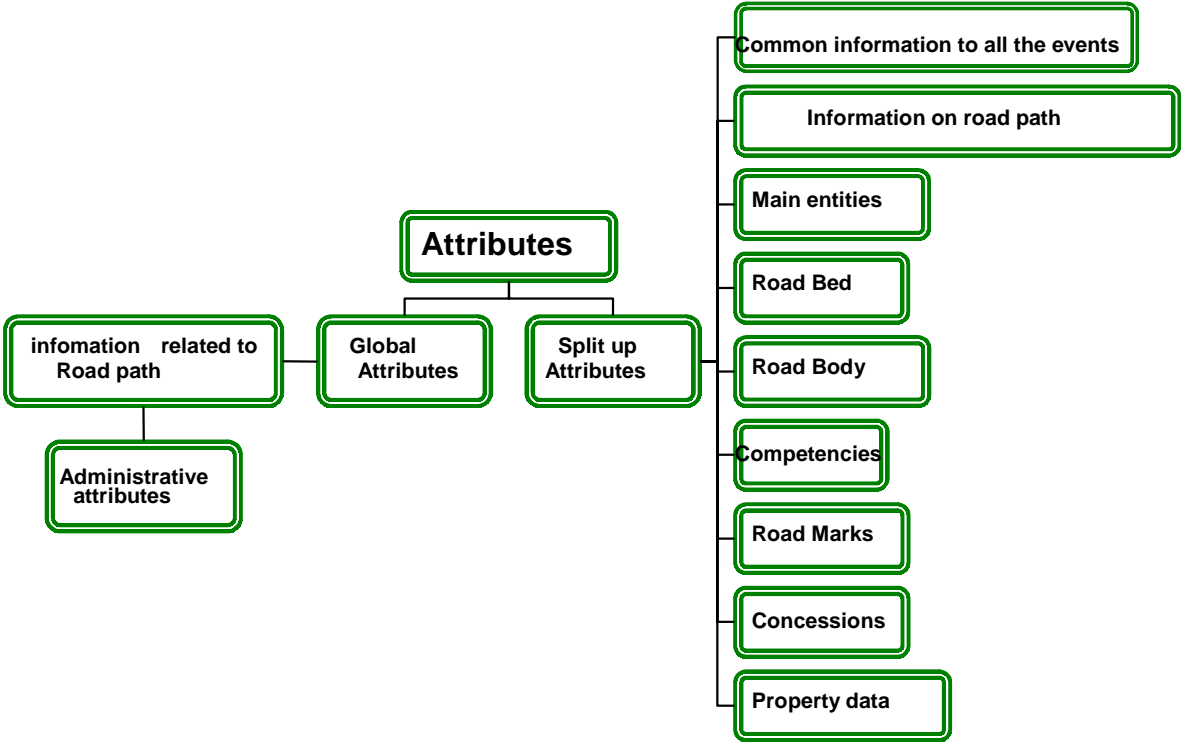 Common information to all the events
Information on road path
Main entities
Attributes
Road Bed
infomation related to
Road path
Global
Attributes
Split up
Attributes
Road Body
Competencies
Administrative
attributes
Road Marks
Concessions
Property data